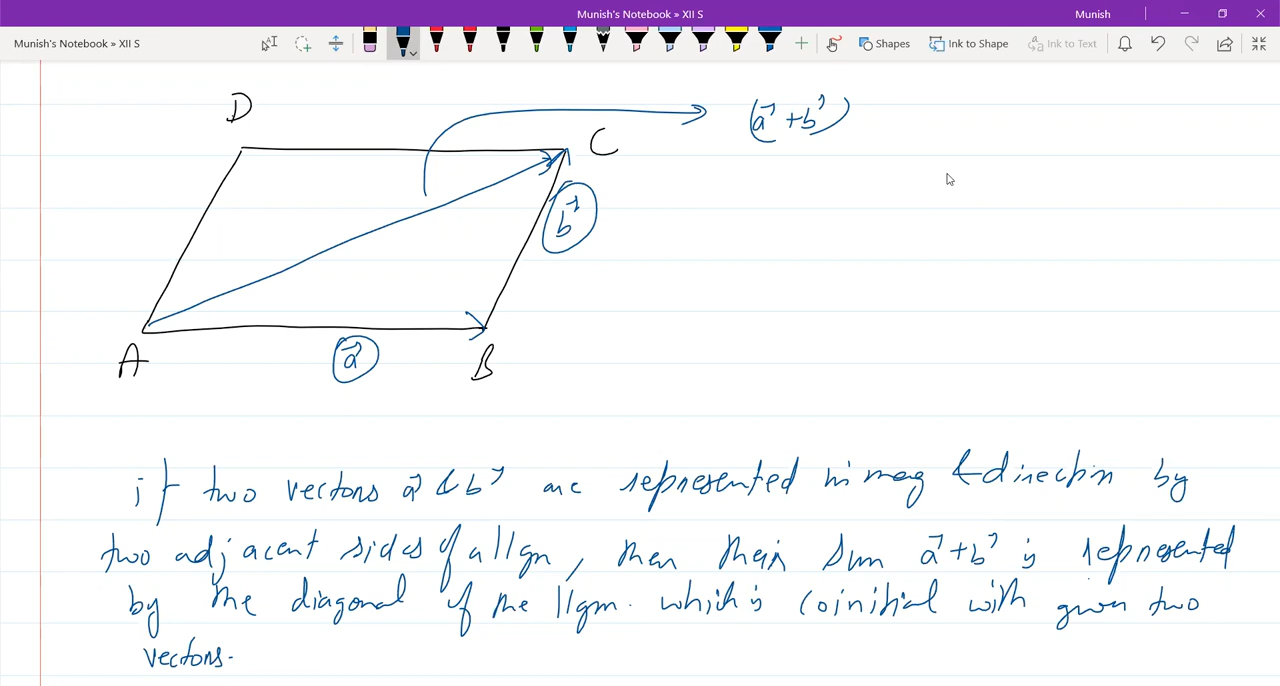 Munish's Notebook » XII S
Munish
Munish's Notebook » XII S
Shapes
Ink to Shape
Ink to Text
D
C
(a⃗ + b⃗)
b⃗
A
a⃗
B
if two vectors a⃗ & b⃗ are represented in mag & direction by
two adjacent sides of a llgm, then their sum a⃗ + b⃗ is represented
by the diagonal of the llgm. which is coinitial with given two
vectors.